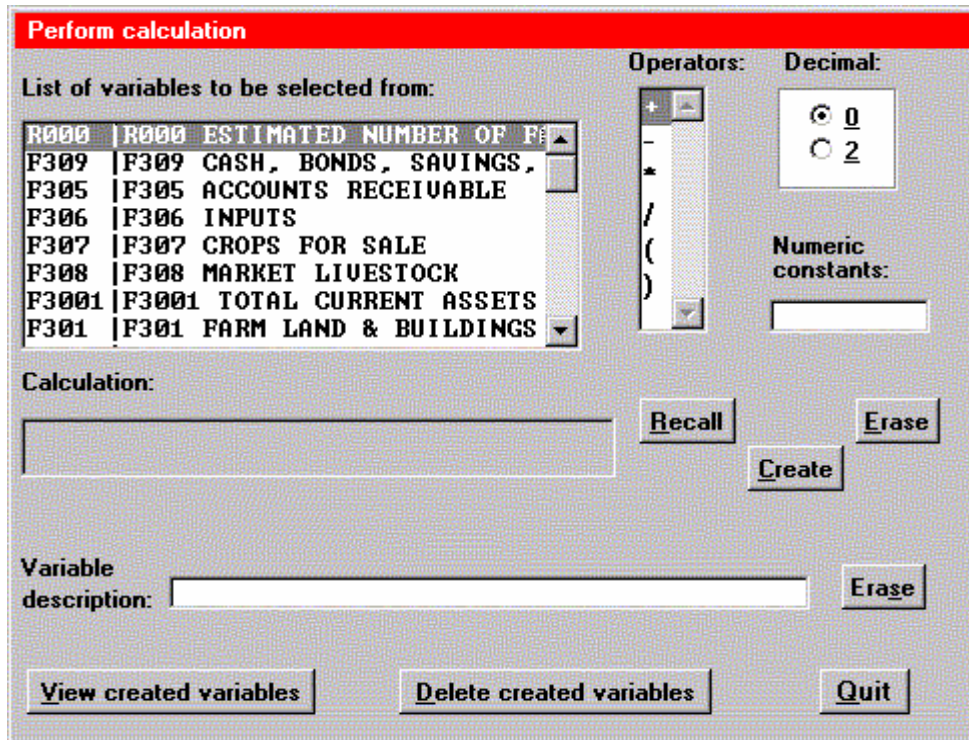 Perform calculation
List of variables to be selected from:
Operators:
Decimal:
R000 |R000 ESTIMATED NUMBER OF
F309 |F309 CASH, BONDS, SAVINGS,
F305 |F305 ACCOUNTS RECEIVABLE
F306 |F306 INPUTS
F307 |F307 CROPS FOR SALE
F308 |F308 MARKET LIVESTOCK
F3001|F3001 TOTAL CURRENT ASSETS
F301 |F301 FARM LAND & BUILDINGS
+
-
*
/
(
)
0
2
Numeric
constants:
Calculation:
Recall
Erase
Create
Variable
description:
Erase
View created variables
Delete created variables
Quit